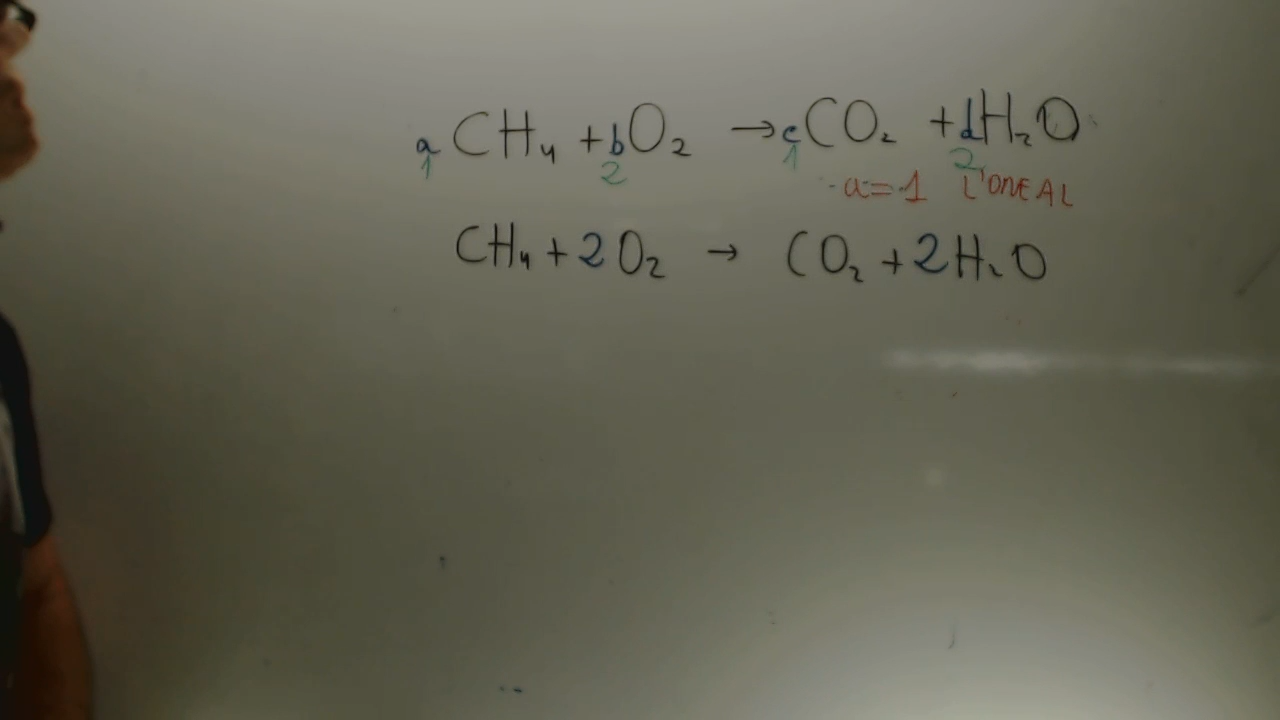 a CH₄ + b O₂ → c CO₂ + d H₂O
1 2 1 2
a = 1 L'ONEAL
CH₄ + 2 O₂ → CO₂ + 2 H₂O